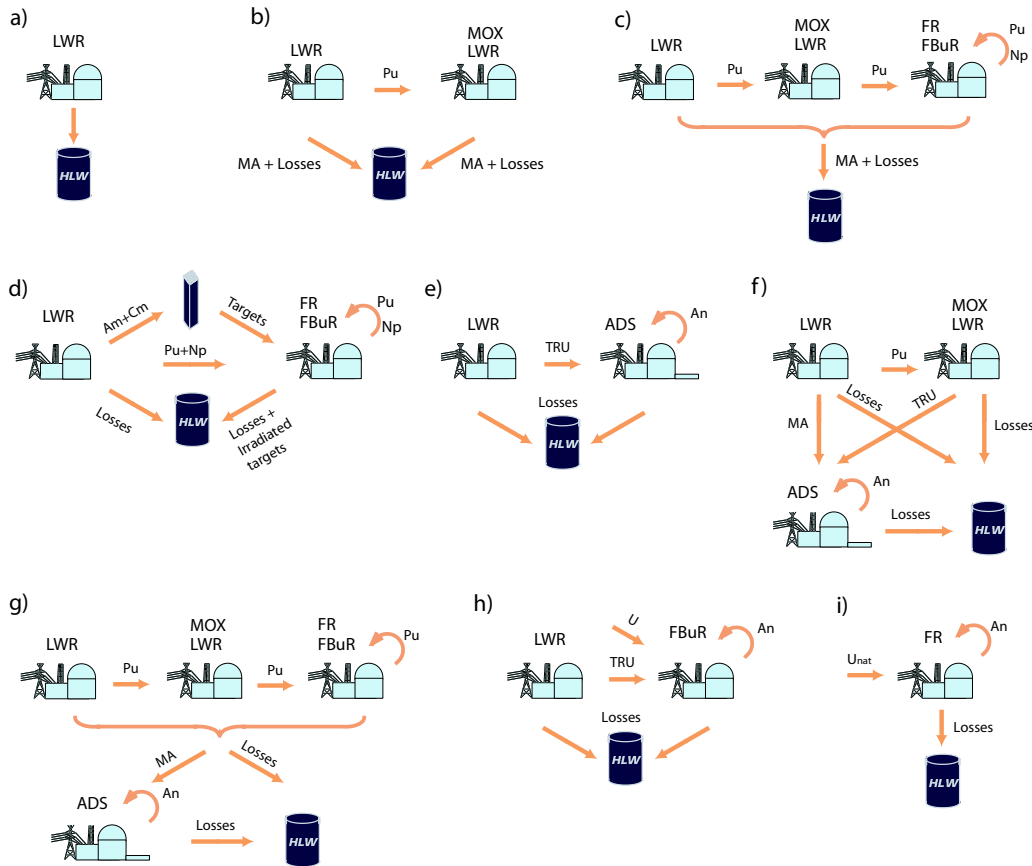 a)
LWR
HLW
b)
LWR
Pu
MOX
LWR
MA + Losses
HLW
MA + Losses
c)
LWR
Pu
MOX
LWR
Pu
FR
FBuR
Pu
Np
MA + Losses
HLW
d)
LWR
Am+Cm
Targets
Pu+Np
FR
FBuR
Pu
Np
Losses
HLW
Losses +
Irradiated
targets
e)
LWR
TRU
ADS
An
Losses
HLW
f)
LWR
Pu
MOX
LWR
MA
Losses
TRU
Losses
ADS
An
Losses
HLW
g)
LWR
Pu
MOX
LWR
Pu
FR
FBuR
Pu
MA
Losses
ADS
An
Losses
HLW
h)
LWR
U
TRU
FBuR
An
Losses
HLW
i)
Unat
FR
An
Losses
HLW